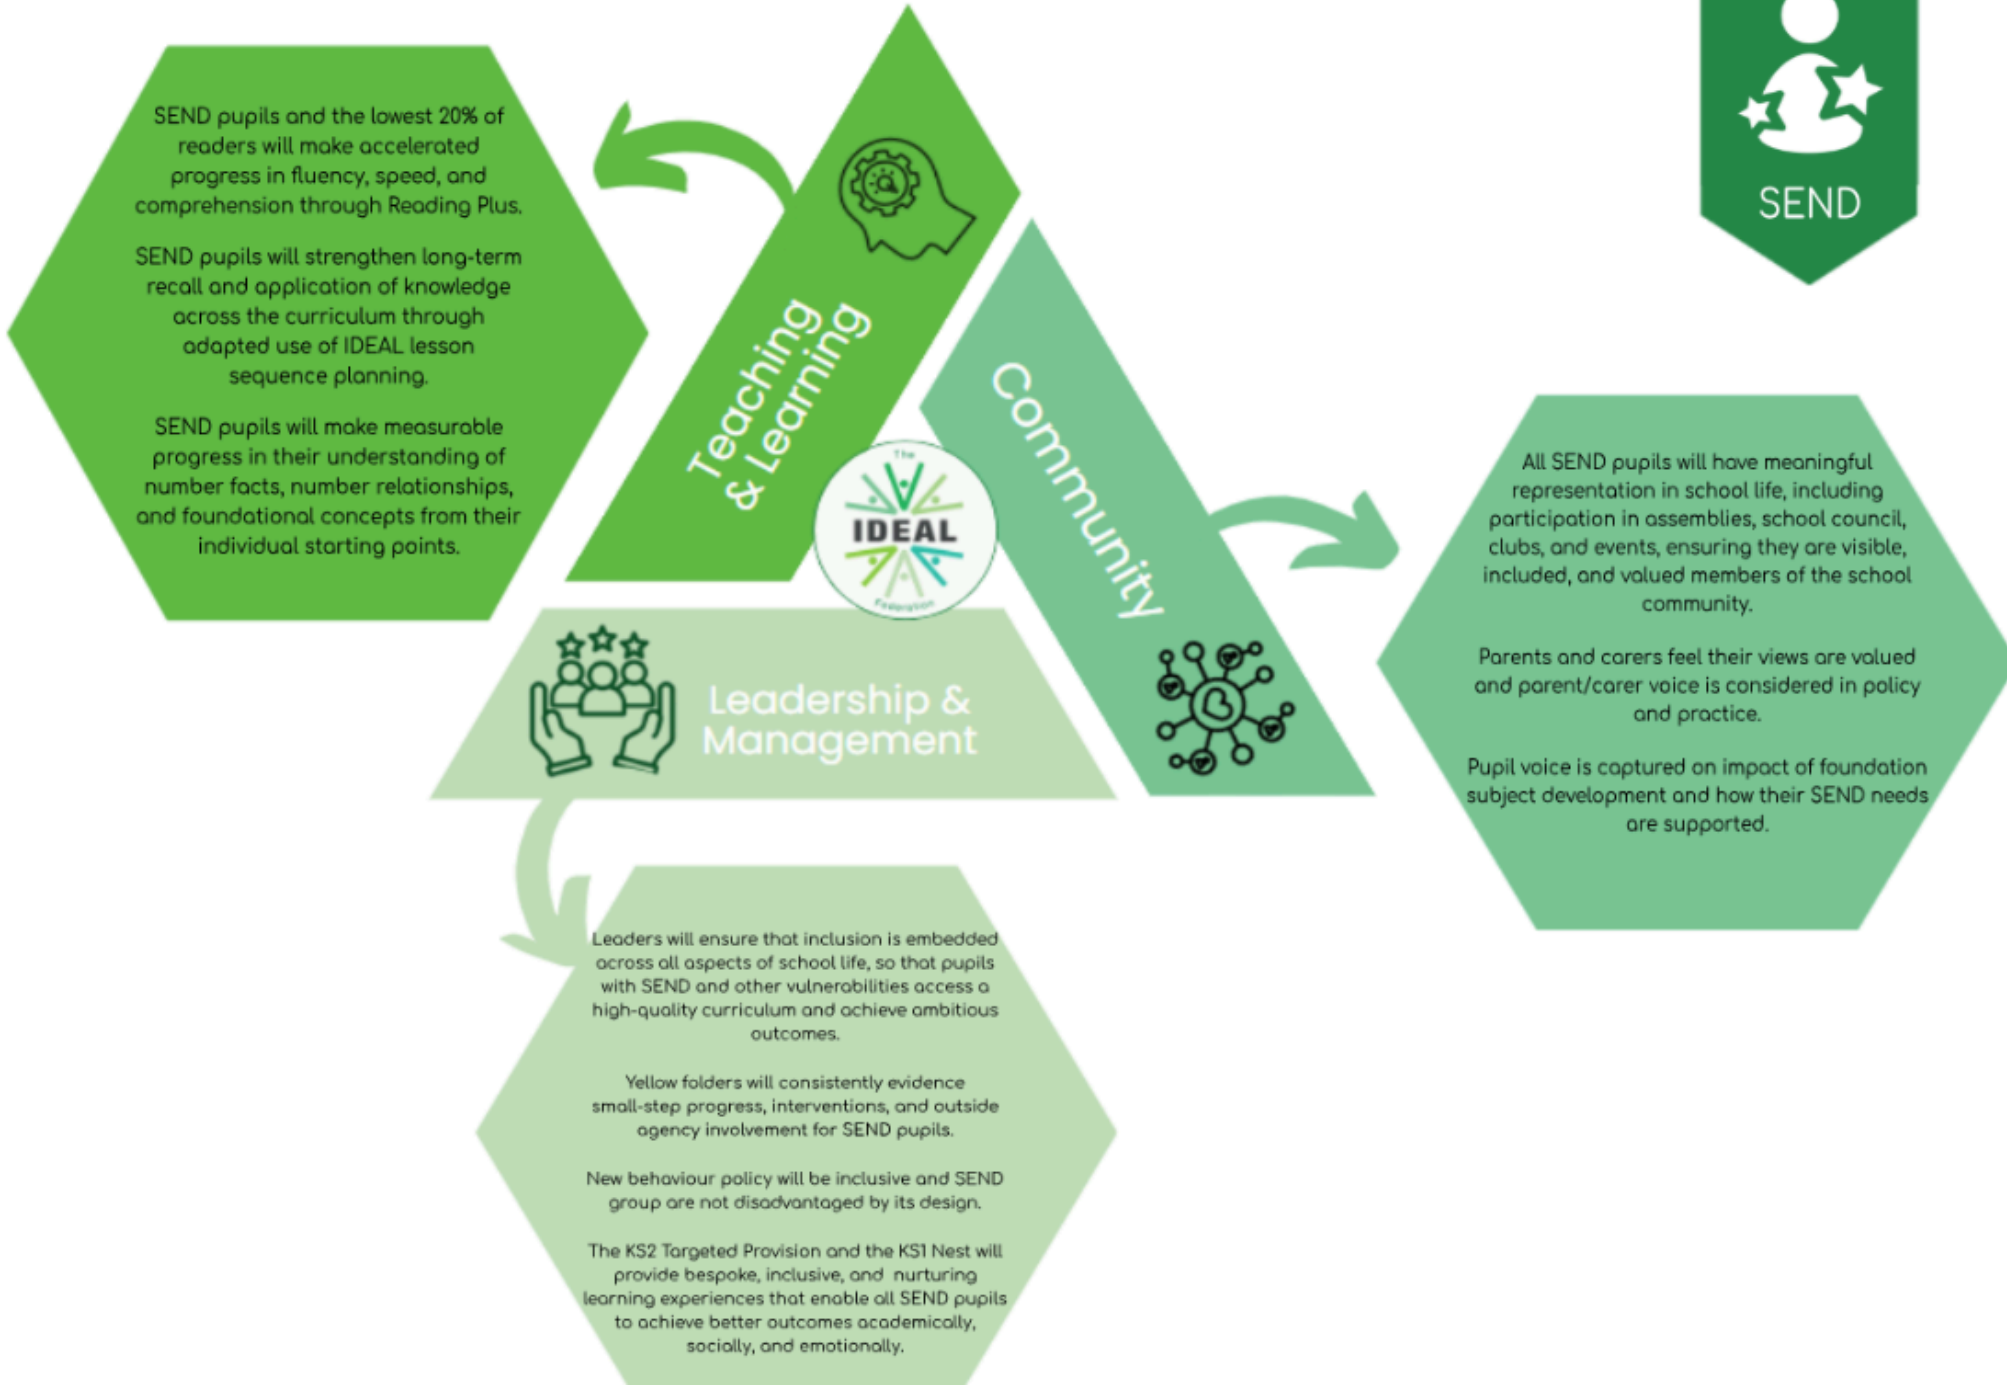 SEND pupils and the lowest 20% of
readers will make accelerated
progress in fluency, speed, and
comprehension through Reading Plus.
SEND pupils will strengthen long-term
recall and application of knowledge
across the curriculum through
adapted use of IDEAL lesson
sequence planning.
SEND pupils will make measurable
progress in their understanding of
number facts, number relationships,
and foundational concepts from their
individual starting points.
Teaching
& Learning
SEND
Community
The
IDEAL
Federation
Leadership &
Management
All SEND pupils will have meaningful
representation in school life, including
participation in assemblies, school council,
clubs, and events, ensuring they are visible,
included, and valued members of the school
community.
Parents and carers feel their views are valued
and parent/carer voice is considered in policy
and practice.
Pupil voice is captured on impact of foundation
subject development and how their SEND needs
are supported.
Leaders will ensure that inclusion is embedded
across all aspects of school life, so that pupils
with SEND and other vulnerabilities access a
high-quality curriculum and achieve ambitious
outcomes.
Yellow folders will consistently evidence
small-step progress, interventions, and outside
agency involvement for SEND pupils.
New behaviour policy will be inclusive and SEND
group are not disadvantaged by its design.
The KS2 Targeted Provision and the KS1 Nest will
provide bespoke, inclusive, and nurturing
learning experiences that enable all SEND pupils
to achieve better outcomes academically,
socially, and emotionally.